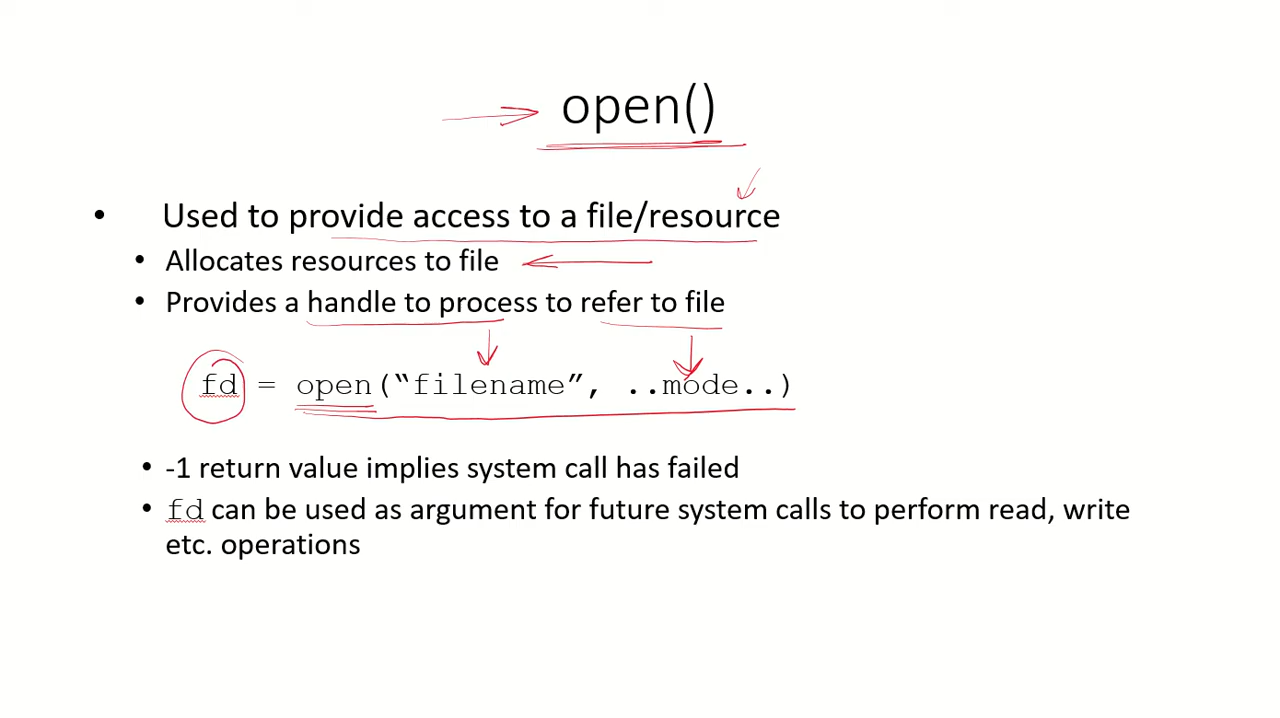 open()
• Used to provide access to a file/resource
• Allocates resources to file
• Provides a handle to process to refer to file
fd = open(“filename”, ..mode..)
• -1 return value implies system call has failed
• fd can be used as argument for future system calls to perform read, write
etc. operations